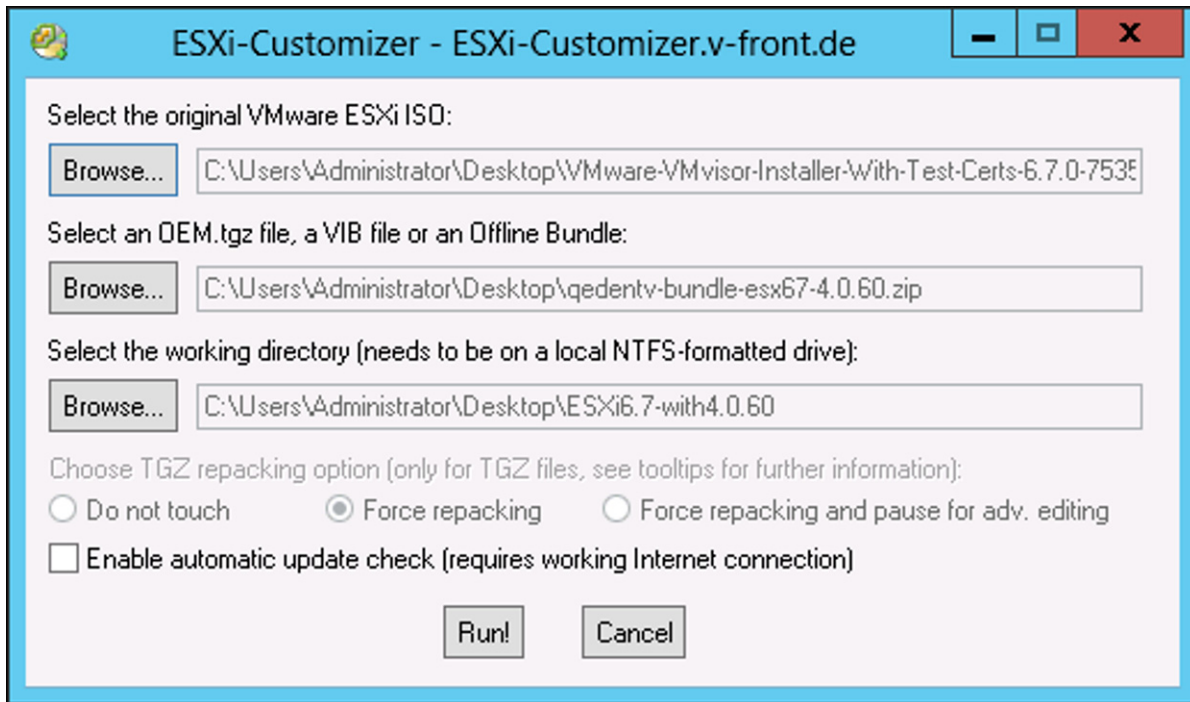 ESXi-Customizer - ESXi-Customizer.v-front.de
Select the original VMware ESXi ISO:
Browse... C:\Users\Administrator\Desktop\VMware-VMvisor-Installer-With-Test-Certs-6.7.0-7535
Select an OEM.tgz file, a VIB file or an Offline Bundle:
Browse... C:\Users\Administrator\Desktop\qedentv-bundle-esx67-4.0.60.zip
Select the working directory (needs to be on a local NTFS-formatted drive):
Browse... C:\Users\Administrator\Desktop\ESXi6.7-with4.0.60
Choose TGZ repacking option (only for TGZ files, see tooltips for further information):
Do not touch Force repacking Force repacking and pause for adv. editing
Enable automatic update check (requires working Internet connection)
Run! Cancel